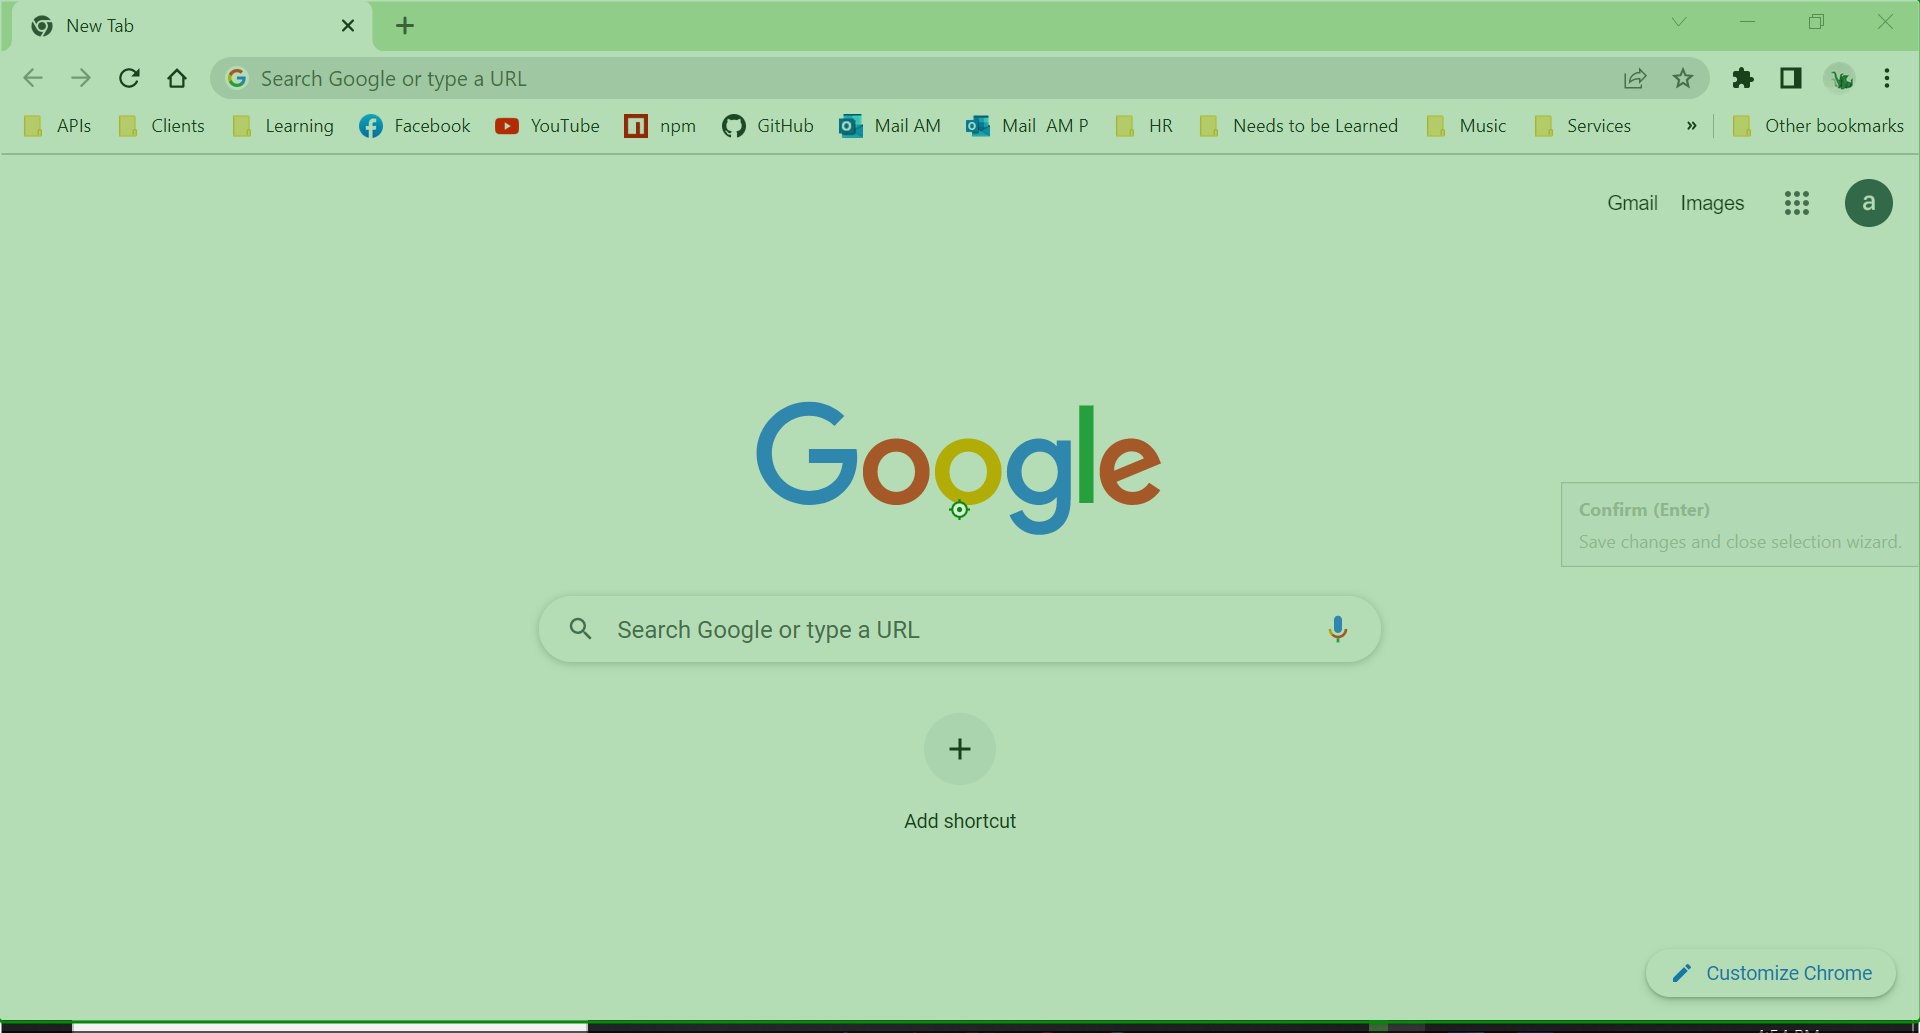 New Tab
Search Google or type a URL
APIs Clients Learning Facebook YouTube npm GitHub Mail AM Mail AM P HR Needs to be Learned Music Services » Other bookmarks
Gmail Images a
Google
Confirm (Enter)
Save changes and close selection wizard.
Search Google or type a URL
Add shortcut
Customize Chrome